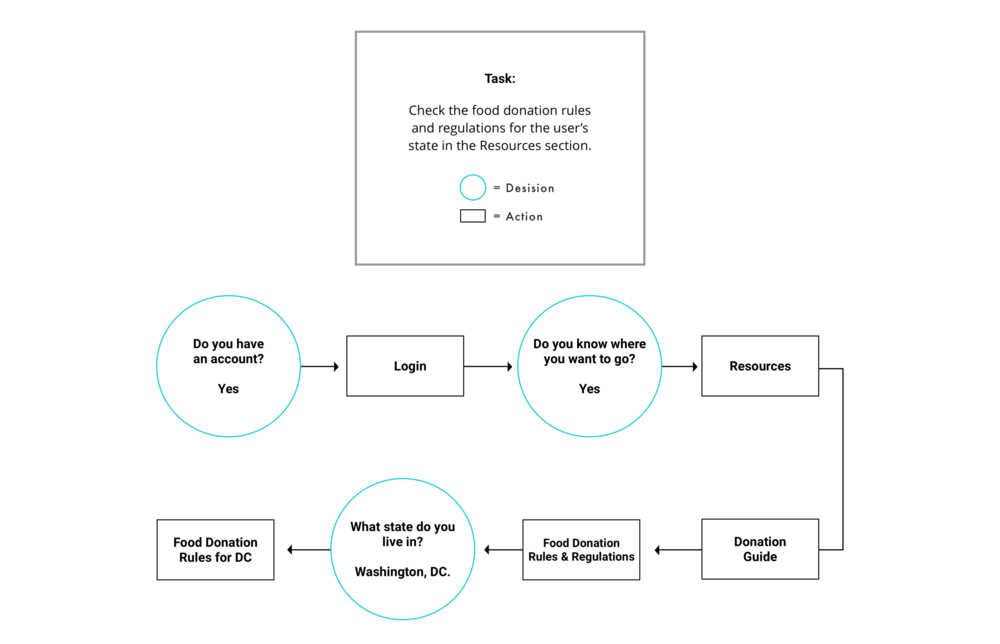 Task:
Check the food donation rules
and regulations for the user's
state in the Resources section.
= Desision
= Action
Do you have
an account?
Yes
Login
Do you know where
you want to go?
Yes
Resources
Donation
Guide
Food Donation
Rules & Regulations
What state do you
live in?
Washington, DC.
Food Donation
Rules for DC